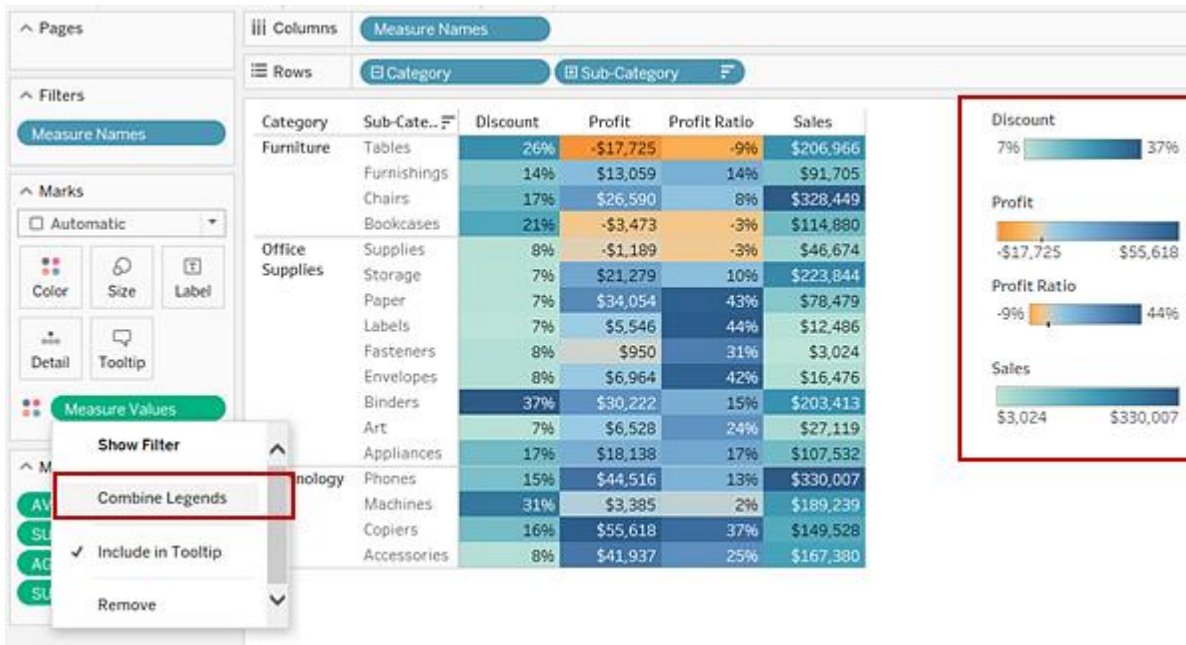 Pages
Columns
Measure Names
Rows
Category
Sub-Category
Filters
Measure Names
Marks
Automatic
Color
Size
Label
Detail
Tooltip
Measure Values
Show Filter
Combine Legends
Include in Tooltip
Remove
M
AV
SU
AG
SU
Category Sub-Cate.. Discount Profit Profit Ratio Sales
Furniture Tables 26% -$17,725 -9% $206,966
Furnishings 14% $13,059 14% $91,705
Chairs 17% $26,590 8% $328,449
Bookcases 21% -$3,473 -3% $114,880
Office Supplies 8% -$1,189 -3% $46,674
Supplies Storage 7% $21,279 10% $223,844
Paper 7% $34,054 43% $78,479
Labels 7% $5,546 44% $12,486
Fasteners 8% $950 31% $3,024
Envelopes 8% $6,964 42% $16,476
Binders 37% $30,222 15% $203,413
Art 7% $6,528 24% $27,119
Appliances 17% $18,138 17% $107,532
nology Phones 15% $44,516 13% $330,007
Machines 31% $3,385 2% $189,239
Copiers 16% $55,618 37% $149,528
Accessories 8% $41,937 25% $167,380
Discount
7% 37%
Profit
-$17,725 $55,618
Profit Ratio
-9% 44%
Sales
$3,024 $330,007